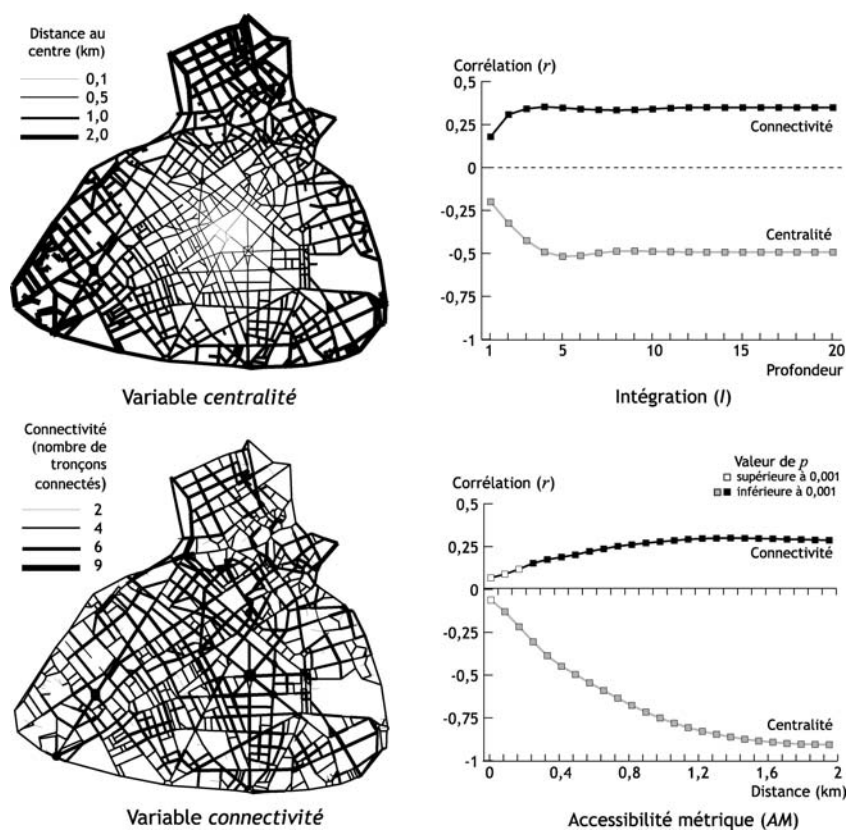 Distance au
centre (km)
0,1
0,5
1,0
2,0
Variable centralité
Corrélation (r)
0,5
0,25
0
-0,25
-0,5
-0,75
-1
Connectivité
Centralité
1 5 10 15 20
Profondeur
Intégration (I)
Connectivité
(nombre de
tronçons
connectés)
2
4
6
9
Variable connectivité
Valeur de p
supérieure à 0,001
inférieure à 0,001
Corrélation (r)
0,5
0,25
0
-0,25
-0,5
-0,75
-1
Connectivité
Centralité
0 0,4 0,8 1,2 1,6 2
Distance (km)
Accessibilité métrique (AM)